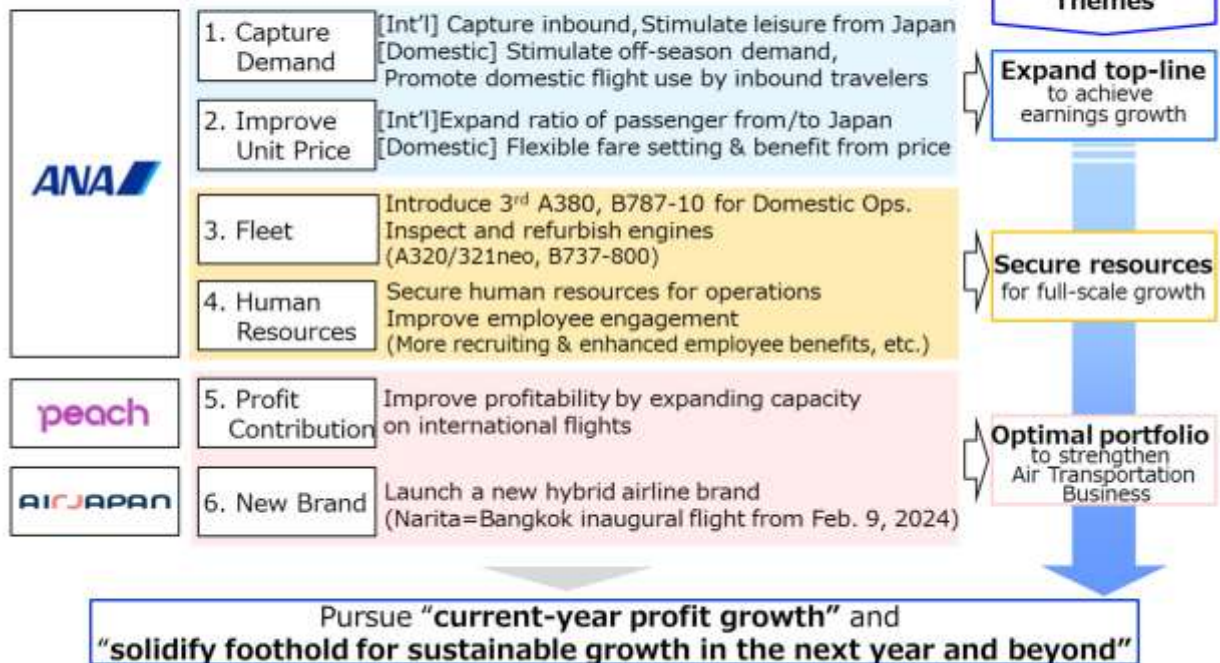 Themes
ANA
1. Capture
Demand
[Int'l] Capture inbound, Stimulate leisure from Japan
[Domestic] Stimulate off-season demand,
Promote domestic flight use by inbound travelers
2. Improve
Unit Price
[Int'l]Expand ratio of passenger from/to Japan
[Domestic] Flexible fare setting & benefit from price
Expand top-line
to achieve
earnings growth
3. Fleet
Introduce 3rd A380, B787-10 for Domestic Ops.
Inspect and refurbish engines
(A320/321neo, B737-800)
4. Human
Resources
Secure human resources for operations
Improve employee engagement
(More recruiting & enhanced employee benefits, etc.)
Secure resources
for full-scale growth
peach
5. Profit
Contribution
Improve profitability by expanding capacity
on international flights
AIRJAPAN
6. New Brand
Launch a new hybrid airline brand
(Narita=Bangkok inaugural flight from Feb. 9, 2024)
Optimal portfolio
to strengthen
Air Transportation
Business
Pursue “current-year profit growth” and
“solidify foothold for sustainable growth in the next year and beyond”